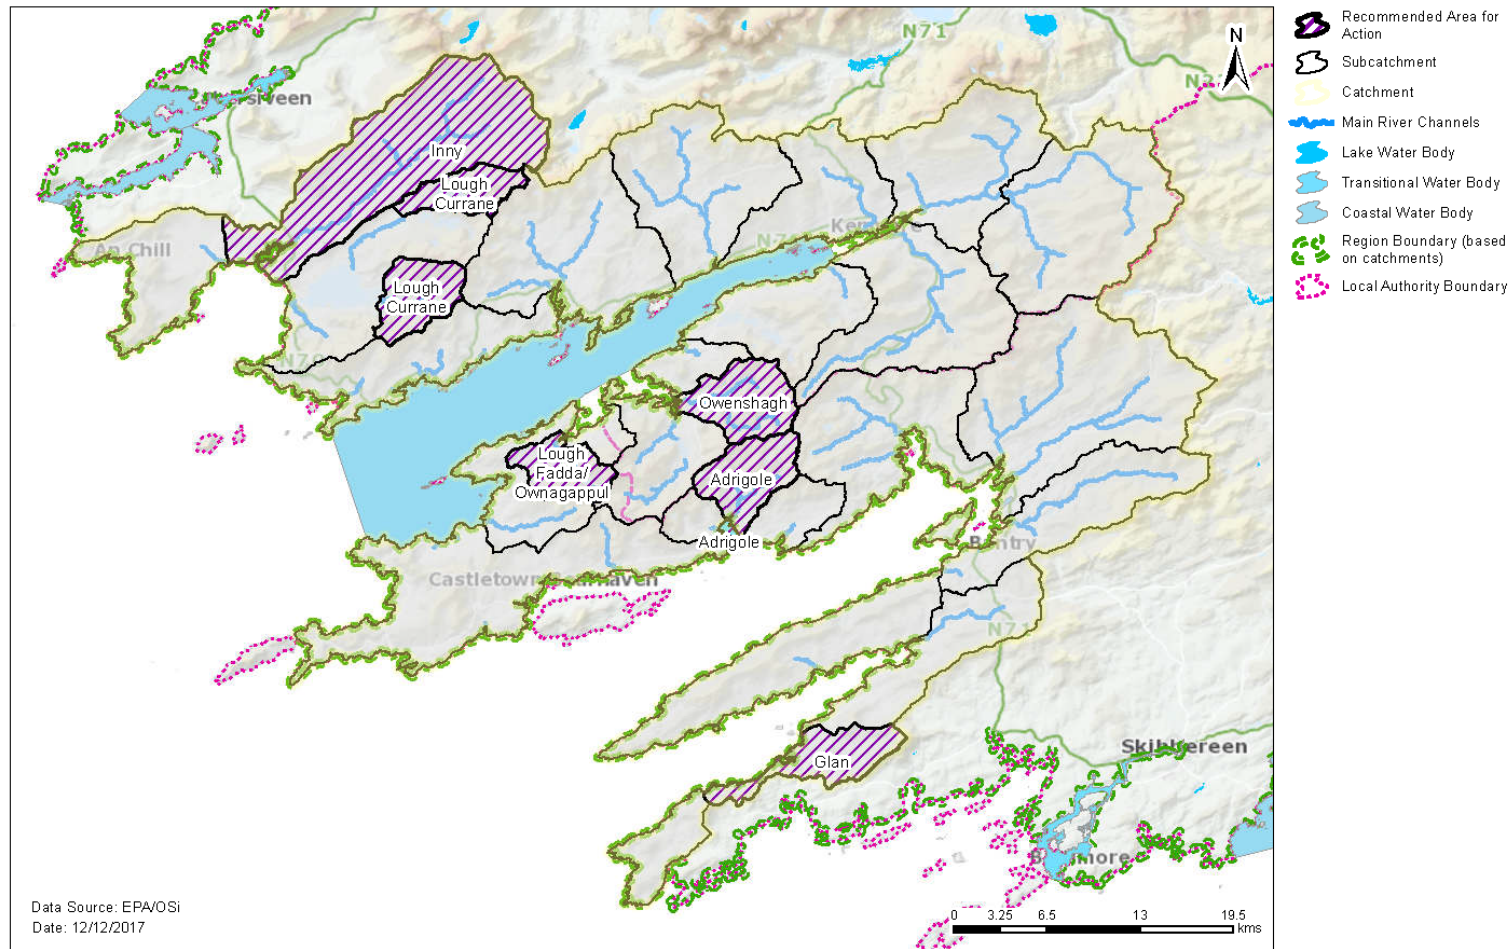 N71
N
Inny
Lough
Currane
An Chill
Lough
Currane
Owenshagh
Lough
Fadda/
Ownagappul
Adrigole
Adrigole
N71
Glan
Skibbereen
Data Source: EPA/OSi
Date: 12/12/2017
0 3.25 6.5 13 19.5
kms
Recommended Area for
Action
Subcatchment
Catchment
Main River Channels
Lake Water Body
Transitional Water Body
Coastal Water Body
Region Boundary (based
on catchments)
Local Authority Boundary